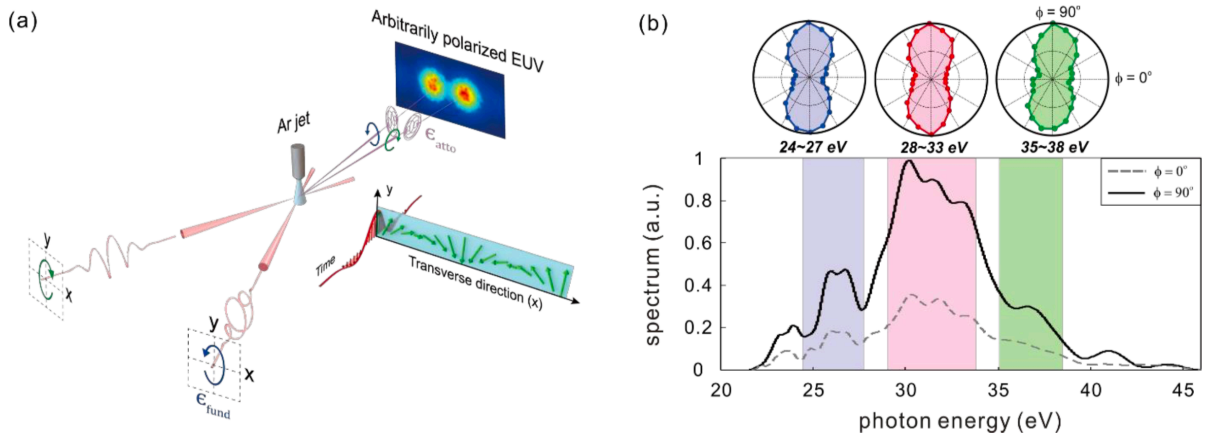 (a)
Arbitrarily polarized EUV
Ar jet
ϵatto
y
Time
Transverse direction (x)
y
x
y
x
ϵfund
(b)
ϕ = 90°
ϕ = 0°
24~27 eV
28~33 eV
35~38 eV
1
0.8
0.6
0.4
0.2
0
spectrum (a.u.)
ϕ = 0°
ϕ = 90°
20
25
30
35
40
45
photon energy (eV)